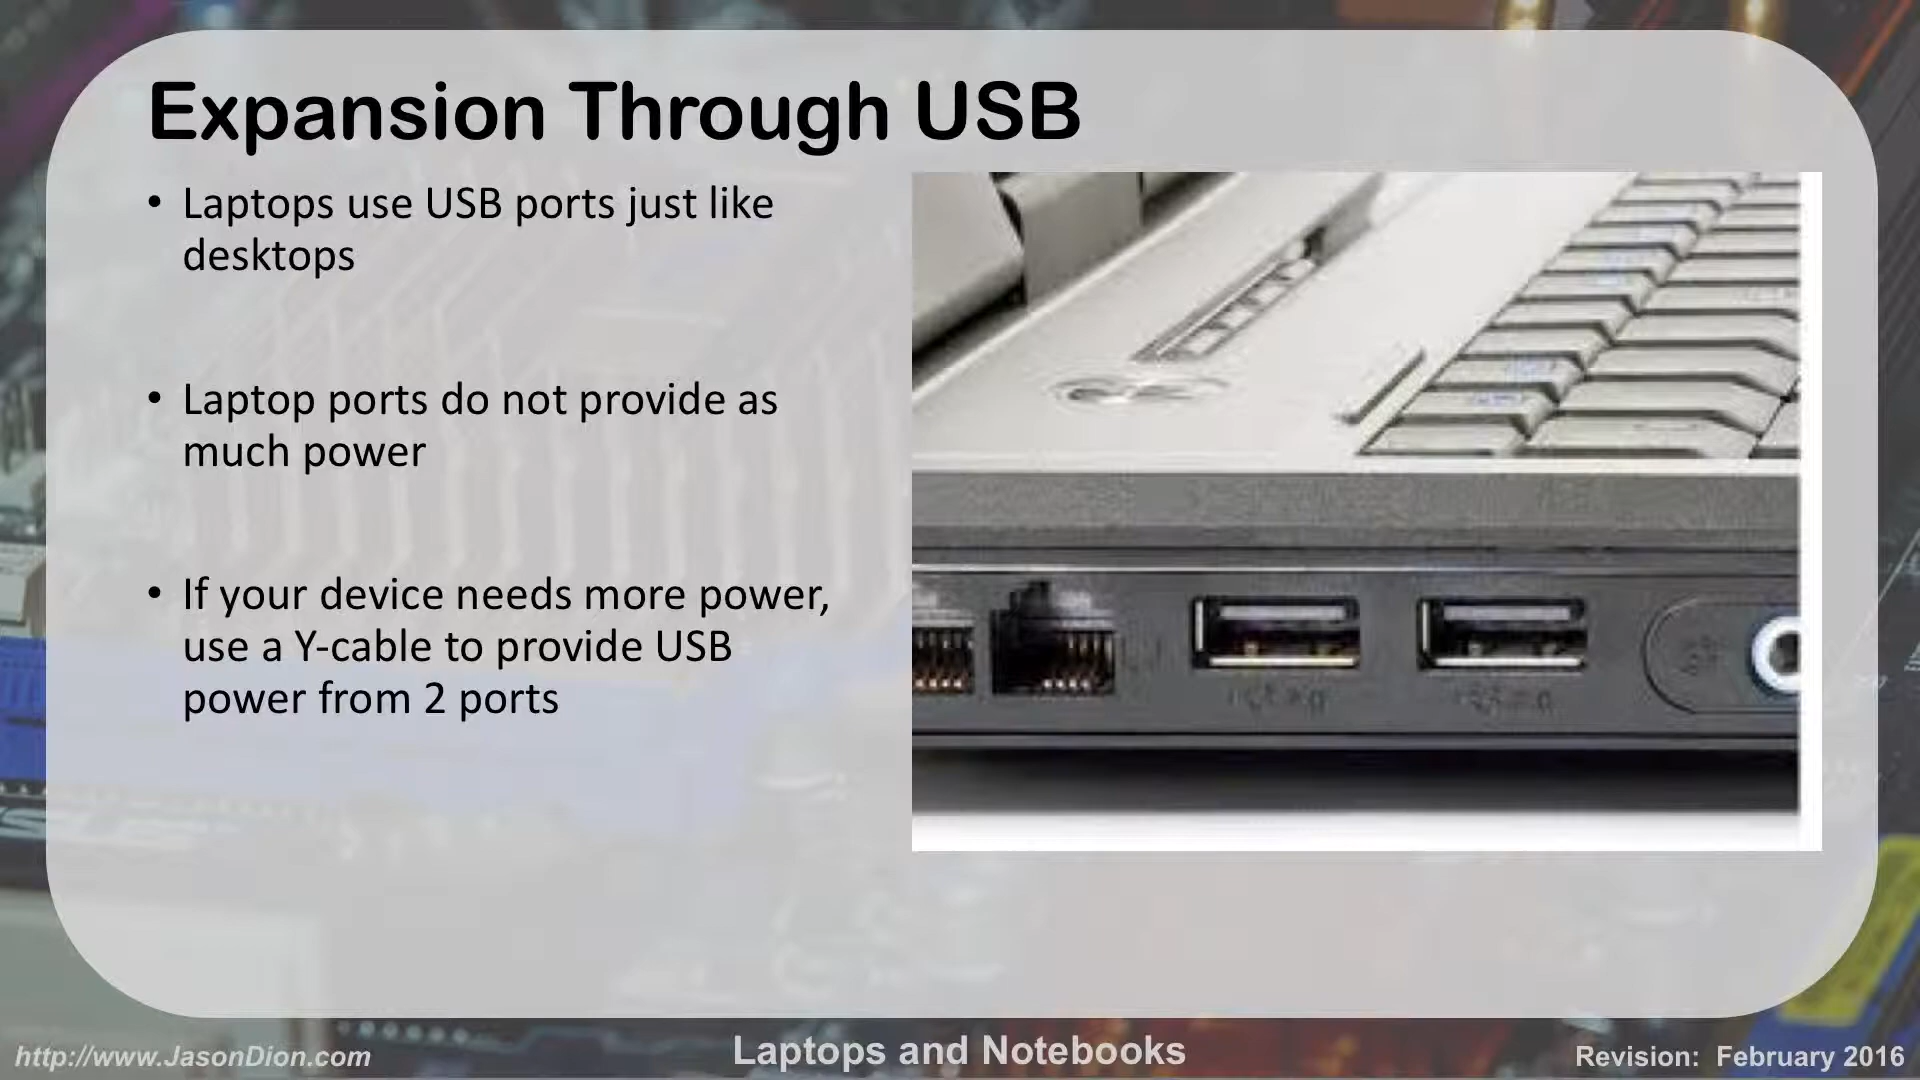 Expansion Through USB
• Laptops use USB ports just like
desktops
• Laptop ports do not provide as
much power
• If your device needs more power,
use a Y-cable to provide USB
power from 2 ports
http://www.JasonDion.com
Laptops and Notebooks
Revision: February 2016